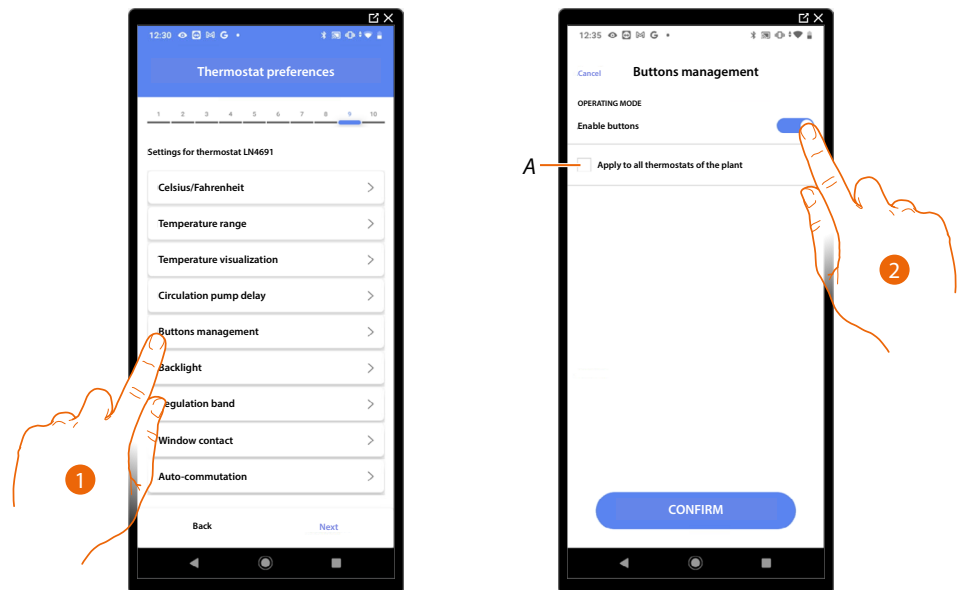 12:30 G
Thermostat preferences
1 2 3 4 5 6 7 8 9 10
Settings for thermostat LN4691
Celsius/Fahrenheit
Temperature range
Temperature visualization
Circulation pump delay
Buttons management
Backlight
egulation band
Window contact
Auto-commutation
Back Next
1
12:35 G
Cancel Buttons management
OPERATING MODE
Enable buttons
A
Apply to all thermostats of the plant
2
CONFIRM